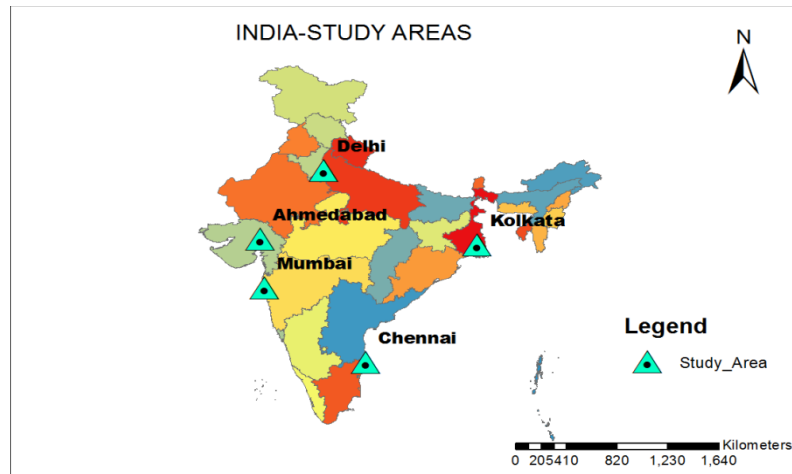 INDIA-STUDY AREAS
N
Delhi
Ahmedabad
Kolkata
Mumbai
Chennai
Legend
Study_Area
Kilometers
0 205410 820 1,230 1,640